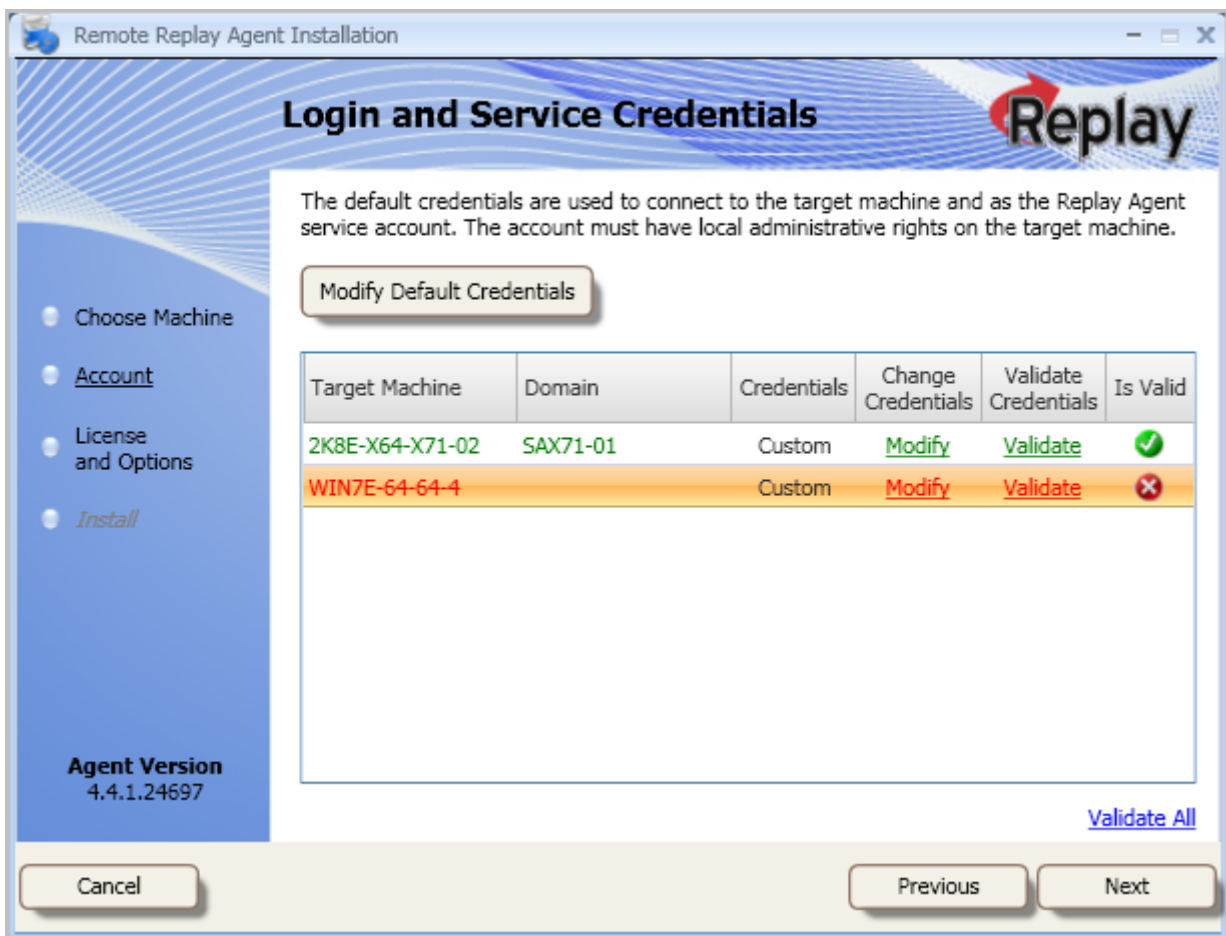 Remote Replay Agent Installation
Login and Service Credentials
Replay
The default credentials are used to connect to the target machine and as the Replay Agent
service account. The account must have local administrative rights on the target machine.
Modify Default Credentials
Choose Machine
Account
License
and Options
Install
Target Machine Domain Credentials Change Credentials Validate Credentials Is Valid
2K8E-X64-X71-02 SAX71-01 Custom Modify Validate
WIN7E-64-64-4 Custom Modify Validate
Agent Version
4.4.1.24697
Validate All
Cancel Previous Next